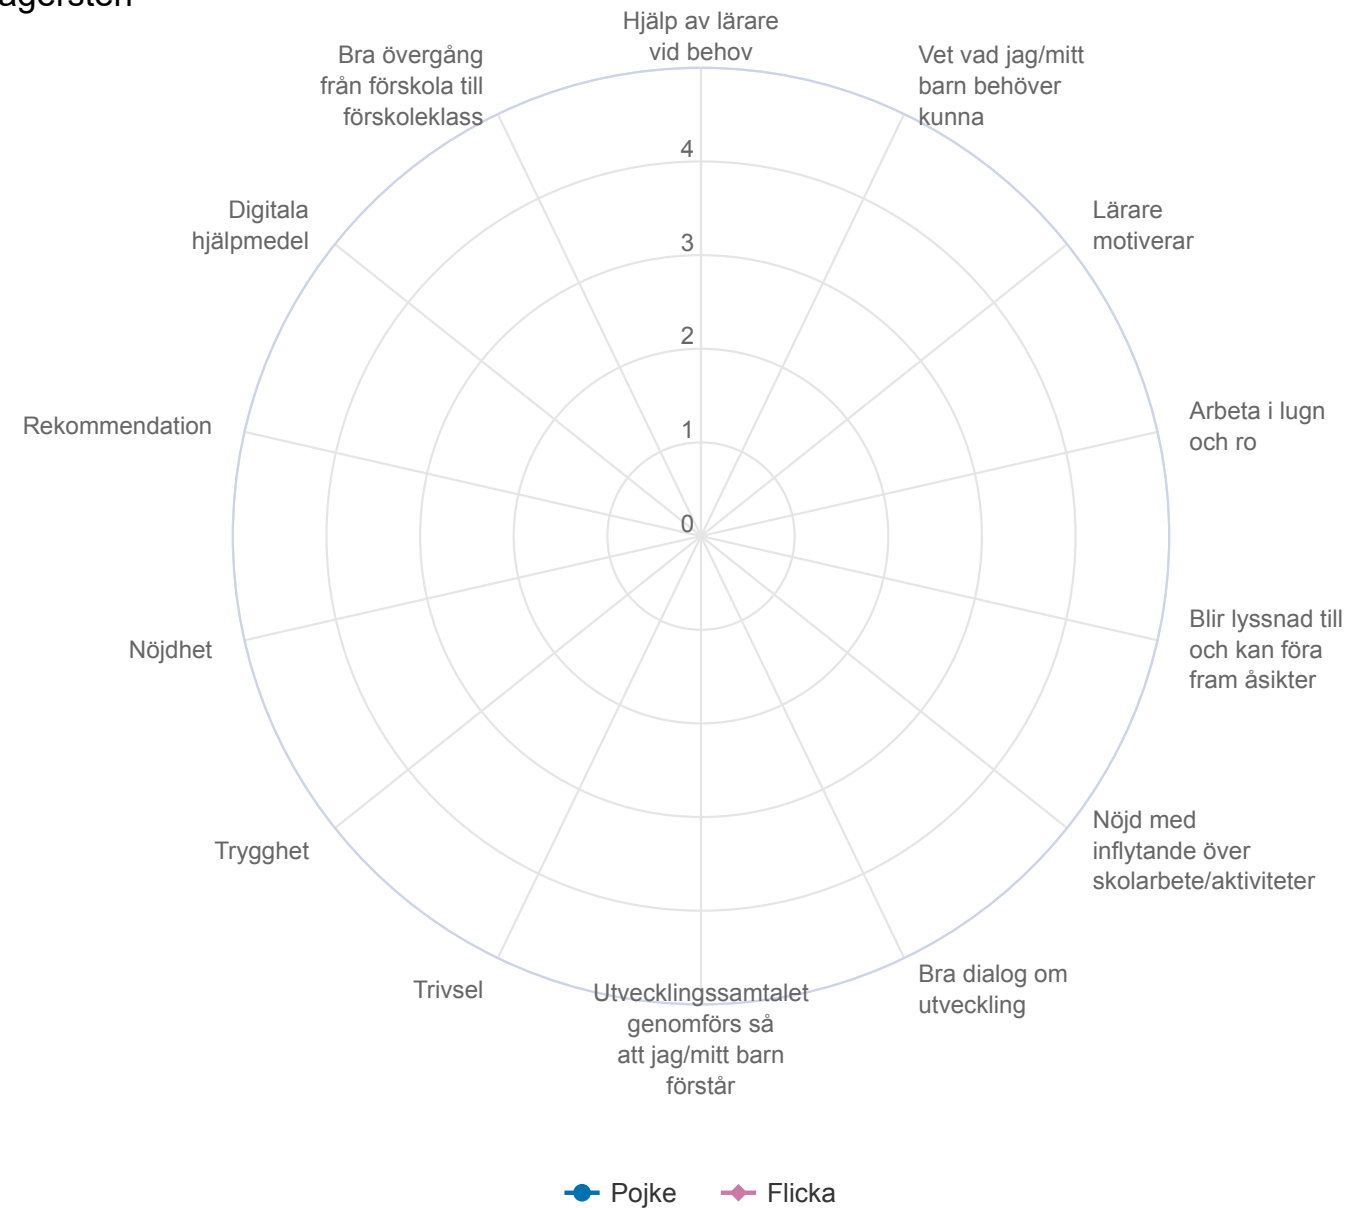 Hjälp av lärare
vid behov
Vet vad jag/mitt
barn behöver
kunna
Lärare
motiverar
Arbeta i lugn
och ro
Blir lyssnad till
och kan föra
fram åsikter
Nöjd med
inflytande över
skolarbete/aktiviteter
Bra dialog om
utveckling
Utvecklingssamtalet
genomförs så
att jag/mitt barn
förstår
Trivsel
Trygghet
Nöjdhet
Rekommendation
Digitala
hjälpmedel
Bra övergång
från förskola till
förskoleklass
4
3
2
1
0
Pojke
Flicka